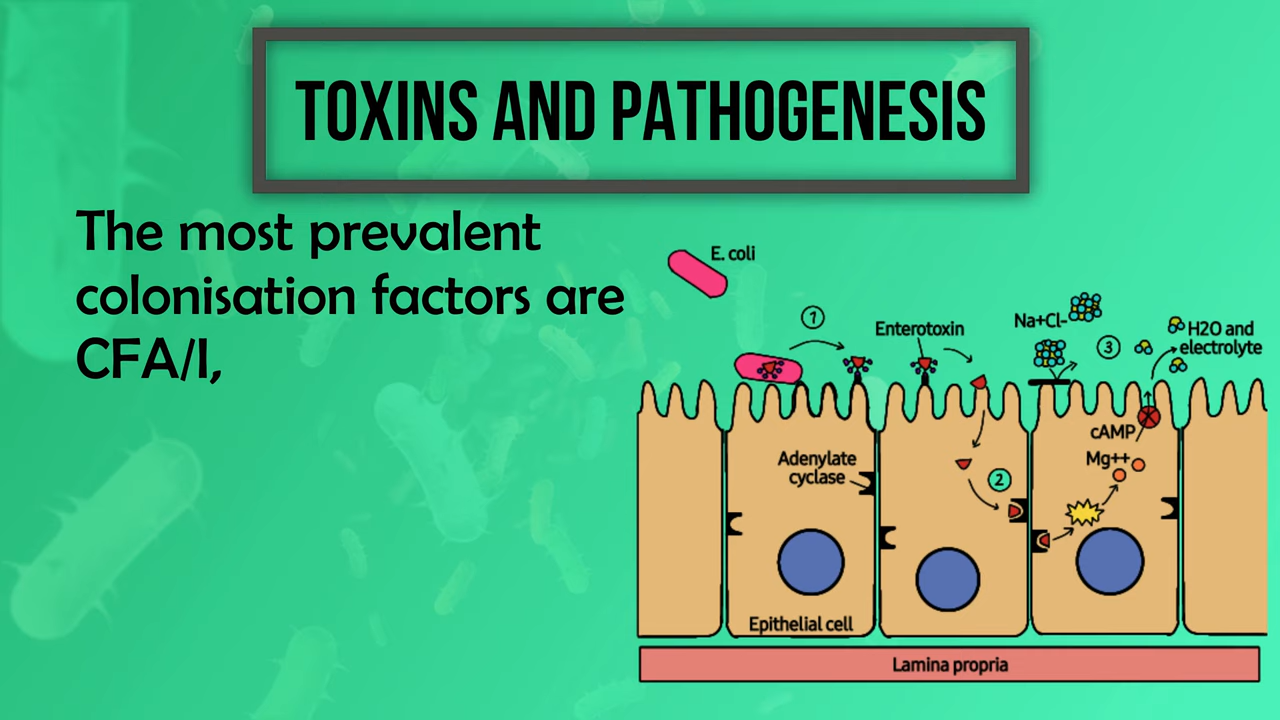 TOXINS AND PATHOGENESIS
The most prevalent
colonisation factors are
CFA/I,
E. coli
1
Enterotoxin
Na+Cl-
3
H2O and
electrolyte
cAMP
Mg++
Adenylate
cyclase
2
Epithelial cell
Lamina propria